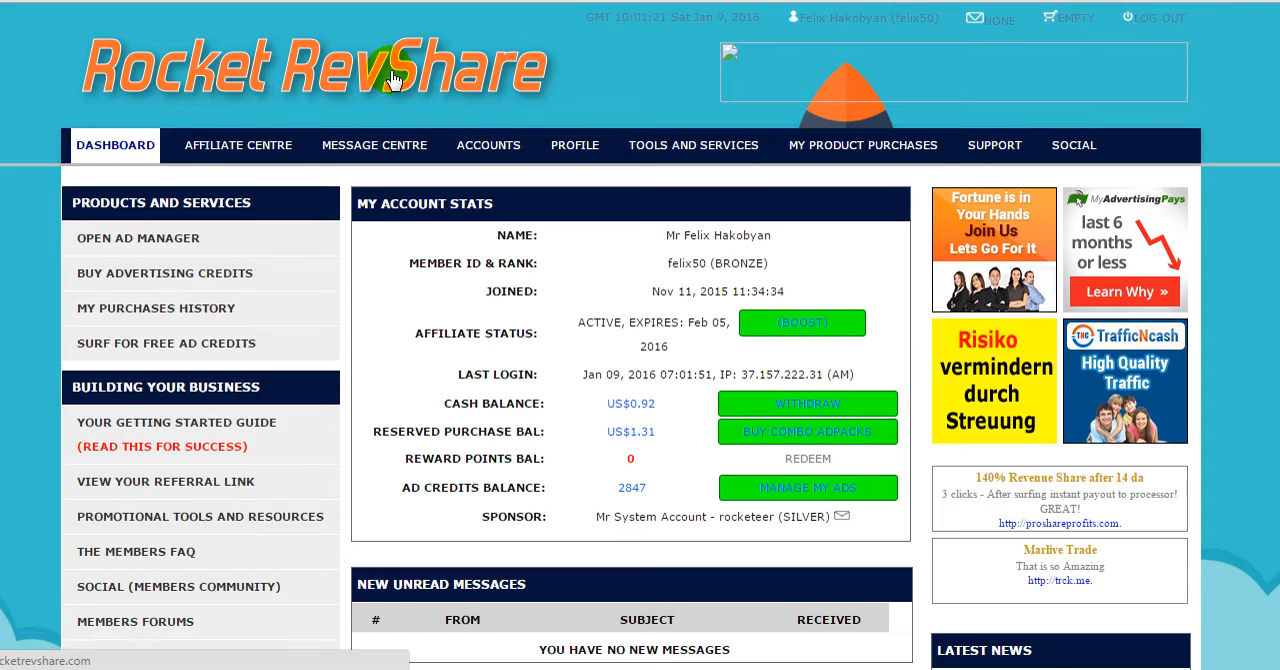 GMT 10:01:21 Sat Jan 9, 2016 Felix Hakobyan (felix50) NONE EMPTY LOG OUT
Rocket RevShare
DASHBOARD AFFILIATE CENTRE MESSAGE CENTRE ACCOUNTS PROFILE TOOLS AND SERVICES MY PRODUCT PURCHASES SUPPORT SOCIAL
PRODUCTS AND SERVICES
OPEN AD MANAGER
BUY ADVERTISING CREDITS
MY PURCHASES HISTORY
SURF FOR FREE AD CREDITS
BUILDING YOUR BUSINESS
YOUR GETTING STARTED GUIDE
(READ THIS FOR SUCCESS)
VIEW YOUR REFERRAL LINK
PROMOTIONAL TOOLS AND RESOURCES
THE MEMBERS FAQ
SOCIAL (MEMBERS COMMUNITY)
MEMBERS FORUMS
cketrevshare.com
MY ACCOUNT STATS
NAME: Mr Felix Hakobyan
MEMBER ID & RANK: felix50 (BRONZE)
JOINED: Nov 11, 2015 11:34:34
AFFILIATE STATUS: ACTIVE, EXPIRES: Feb 05, (BOOST)
2016
LAST LOGIN: Jan 09, 2016 07:01:51, IP: 37.157.222.31 (AM)
CASH BALANCE: US$0.92 WITHDRAW
RESERVED PURCHASE BAL: US$1.31 BUY COMBO ADPACKS
REWARD POINTS BAL: 0 REDEEM
AD CREDITS BALANCE: 2847 MANAGE MY ADS
SPONSOR: Mr System Account - rocketeer (SILVER)
NEW UNREAD MESSAGES
# FROM SUBJECT RECEIVED
YOU HAVE NO NEW MESSAGES
Fortune is in
Your Hands
Join Us
Lets Go For It
MyAdvertisingPays
last 6
months
or less
Learn Why »
Risiko
vermindern
durch
Streuung
THC TrafficNcash
High Quality
Traffic
140% Revenue Share after 14 da
3 clicks - After surfing instant payout to processor!
GREAT!
http://proshareprofits.com.
Marlive Trade
That is so Amazing
http://trck.me.
LATEST NEWS